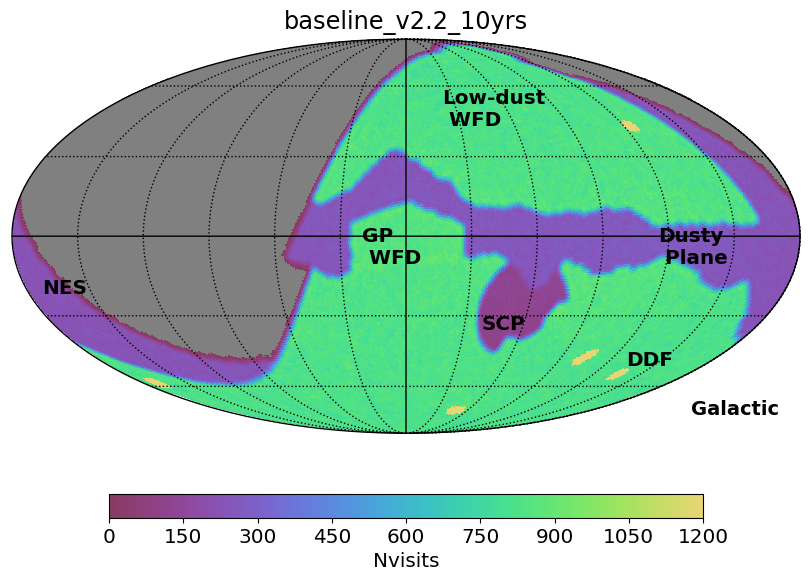 baseline_v2.2_10yrs
Low-dust
WFD
GP
WFD
Dusty
Plane
NES
SCP
DDF
Galactic
0 150 300 450 600 750 900 1050 1200
Nvisits